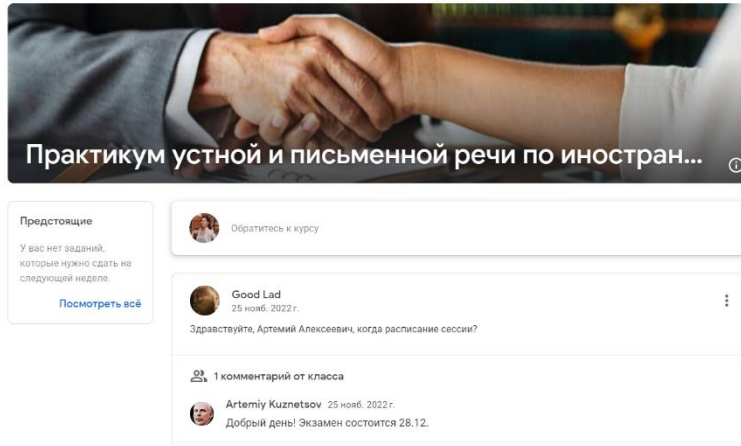 Практикум устной и письменной речи по иностран...
Предстоящие
У вас нет заданий,
которые нужно сдать на
следующей неделе.
Посмотреть всё
Обратитесь к курсу
Good Lad
25 нояб. 2022 г.
Здравствуйте, Артемий Алексеевич, когда расписание сессии?
1 комментарий от класса
Artemiy Kuznetsov 25 нояб. 2022 г.
Добрый день! Экзамен состоится 28.12.